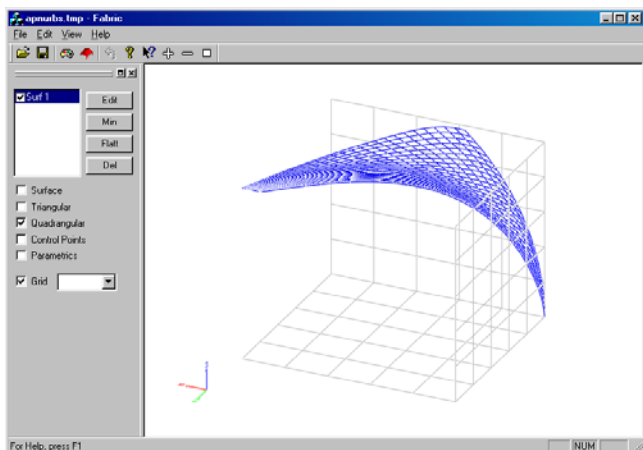 apnurbs.tmp - Fabric
File Edit View Help
Surf 1
Edit
Min
Flatt
Del
Surface
Triangular
Quadrangular
Control Points
Parametrics
Grid
For Help, press F1
NUM